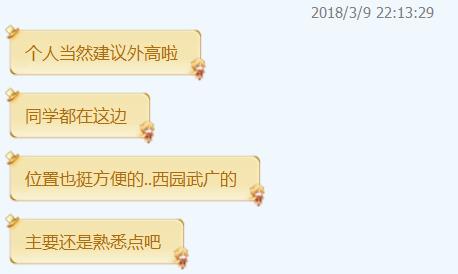 2018/3/9 22:13:29
个人当然建议外高啦
同学都在这边
位置也挺方便的..西园武广的
主要还是熟悉点吧